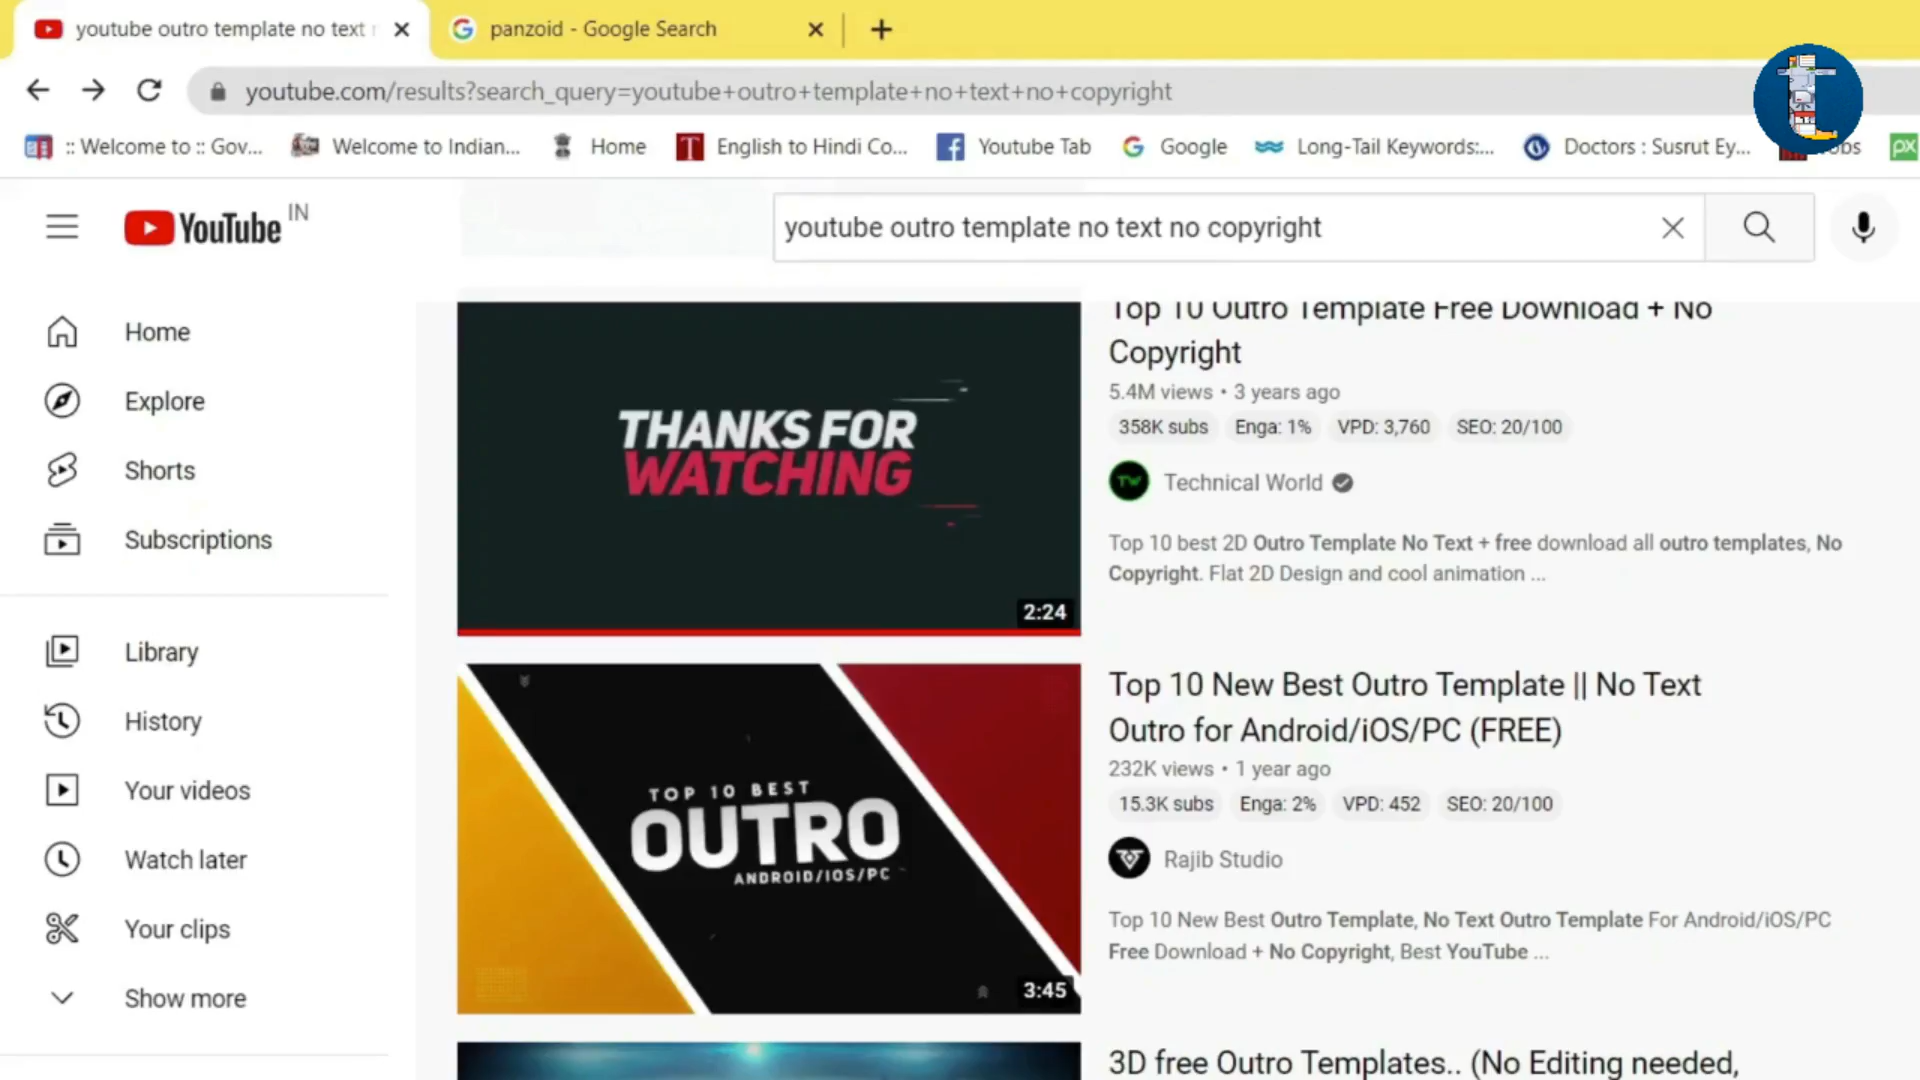 youtube outro template no text
panzoid - Google Search
youtube.com/results?search_query=youtube+outro+template+no+text+no+copyright
:: Welcome to :: Gov...
Welcome to Indian...
Home
English to Hindi Co...
Youtube Tab
Google
Long-Tail Keywords:...
Doctors : Susrut Ey...
px
YouTube IN
youtube outro template no text no copyright
Home
Explore
Shorts
Subscriptions
Library
History
Your videos
Watch later
Your clips
Show more
THANKS FOR
WATCHING
2:24
Top 10 Outro Template Free Download + No
Copyright
5.4M views • 3 years ago
358K subs Enga: 1% VPD: 3,760 SEO: 20/100
TW Technical World
Top 10 best 2D Outro Template No Text + free download all outro templates, No
Copyright. Flat 2D Design and cool animation ...
TOP 10 BEST
OUTRO
ANDROID/IOS/PC
3:45
Top 10 New Best Outro Template || No Text
Outro for Android/iOS/PC (FREE)
232K views • 1 year ago
15.3K subs Enga: 2% VPD: 452 SEO: 20/100
Rajib Studio
Top 10 New Best Outro Template, No Text Outro Template For Android/iOS/PC
Free Download + No Copyright, Best YouTube ...
3D free Outro Templates.. (No Editing needed,